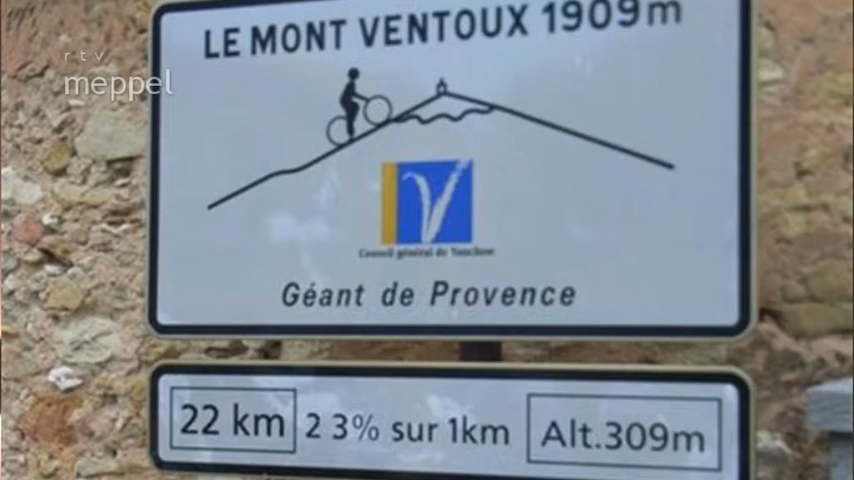 LE MONT VENTOUX 1909m
rtv
meppel
Conseil général de Vaucluse
Géant de Provence
22 km 2 3% sur 1km Alt.309m